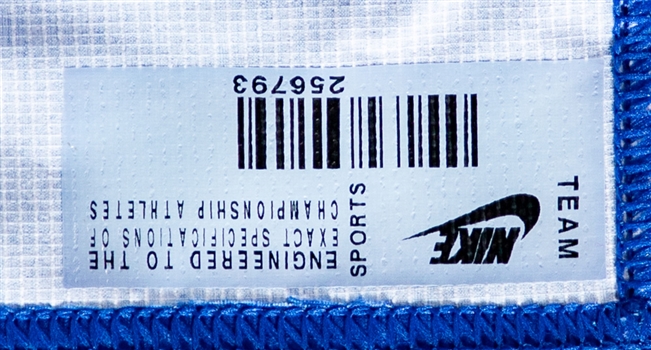 TEAM
NIKE
SPORTS
ENGINEERED TO THE
EXACT SPECIFICATIONS OF
CHAMPIONSHIP ATHLETES
256793